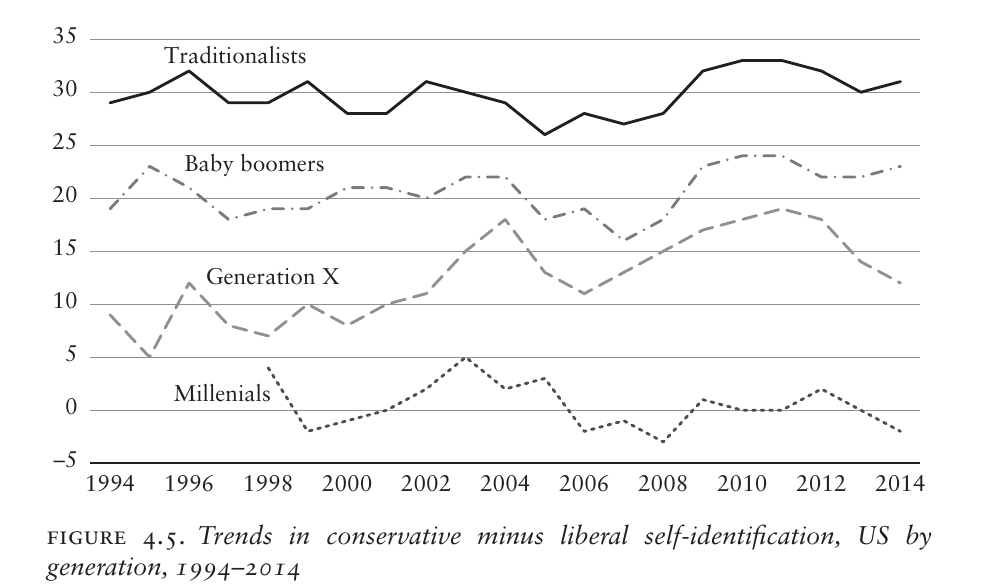 35
Traditionalists
30
25
Baby boomers
20
15
Generation X
10
5
Millenials
0
–5
1994 1996 1998 2000 2002 2004 2006 2008 2010 2012 2014
FIGURE 4.5. Trends in conservative minus liberal self-identification, US by
generation, 1994–2014